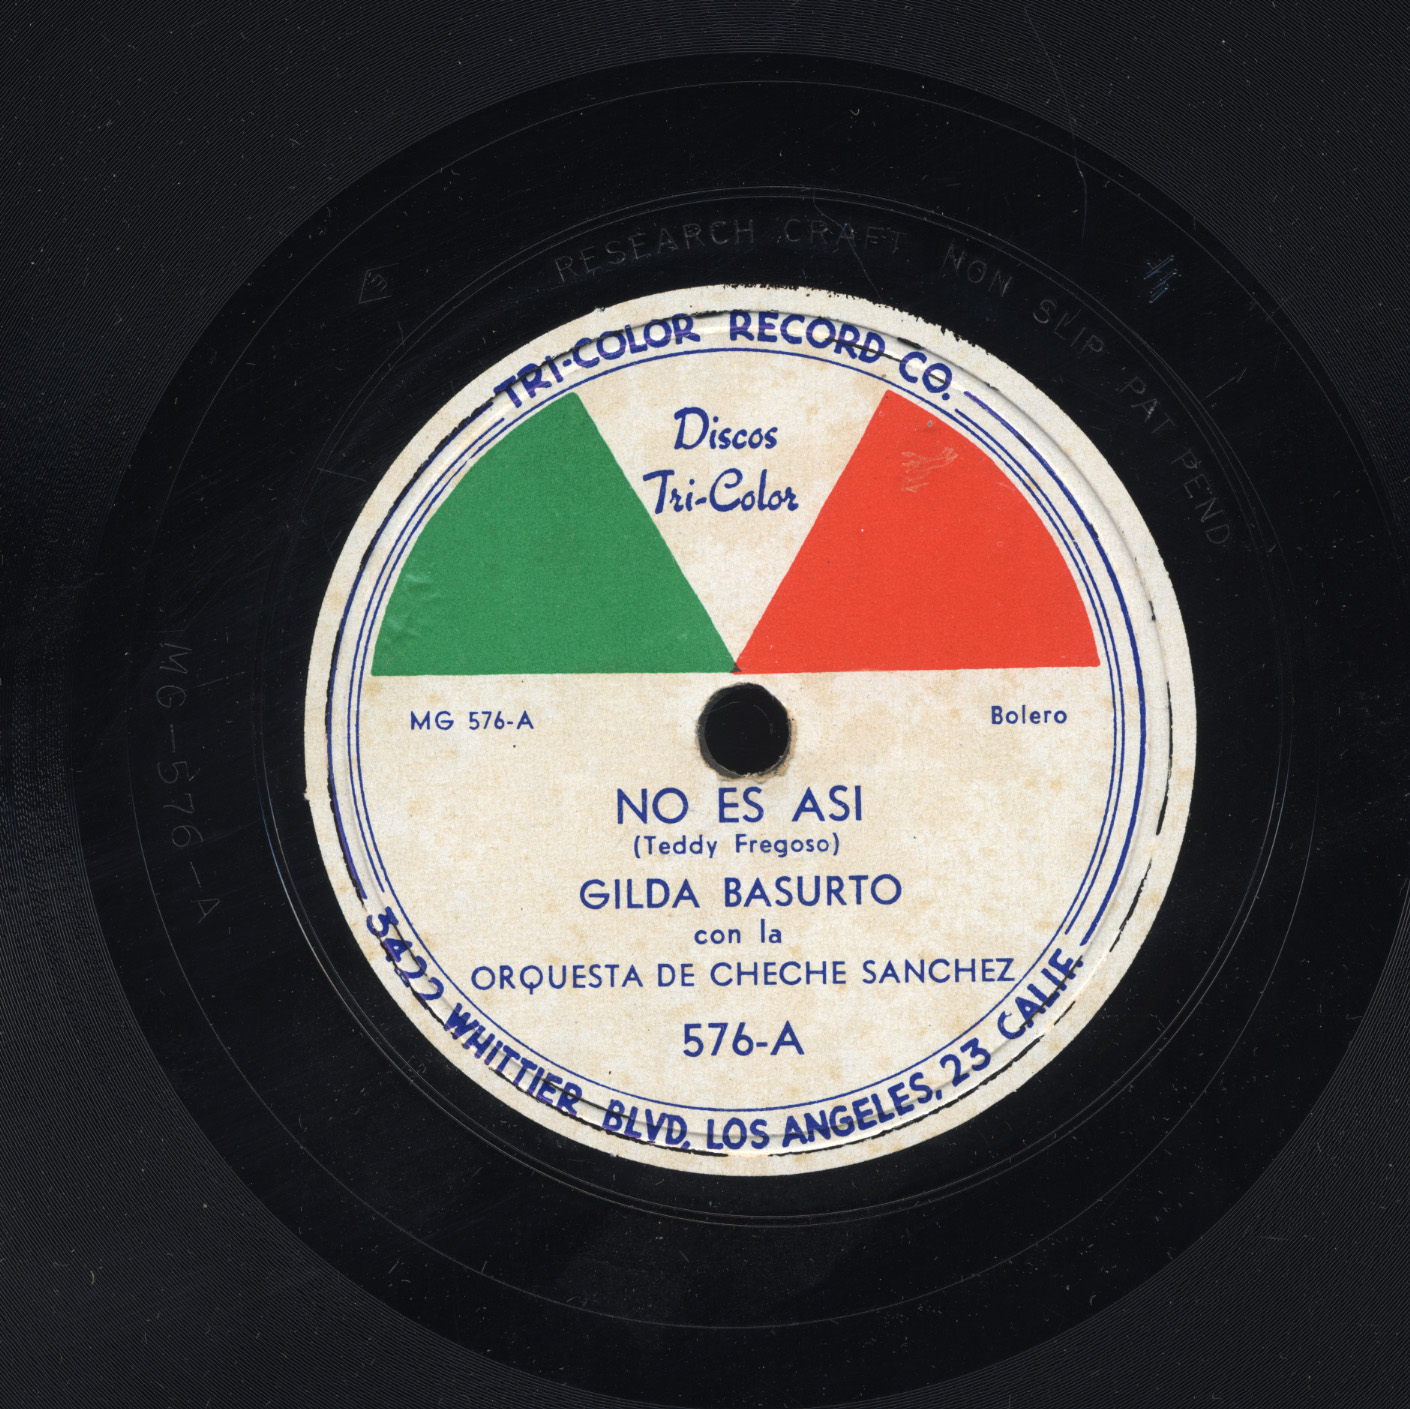 RESEARCH CRAFT NON SLIP PAT PEND
TRI-COLOR RECORD CO.
Discos
Tri-Color
MG 576-A
Bolero
NO ES ASI
(Teddy Fregoso)
GILDA BASURTO
con la
ORQUESTA DE CHECHE SANCHEZ
576-A
3422 WHITTIER BLVD, LOS ANGELES, 23 CALIF.
MG-576-A